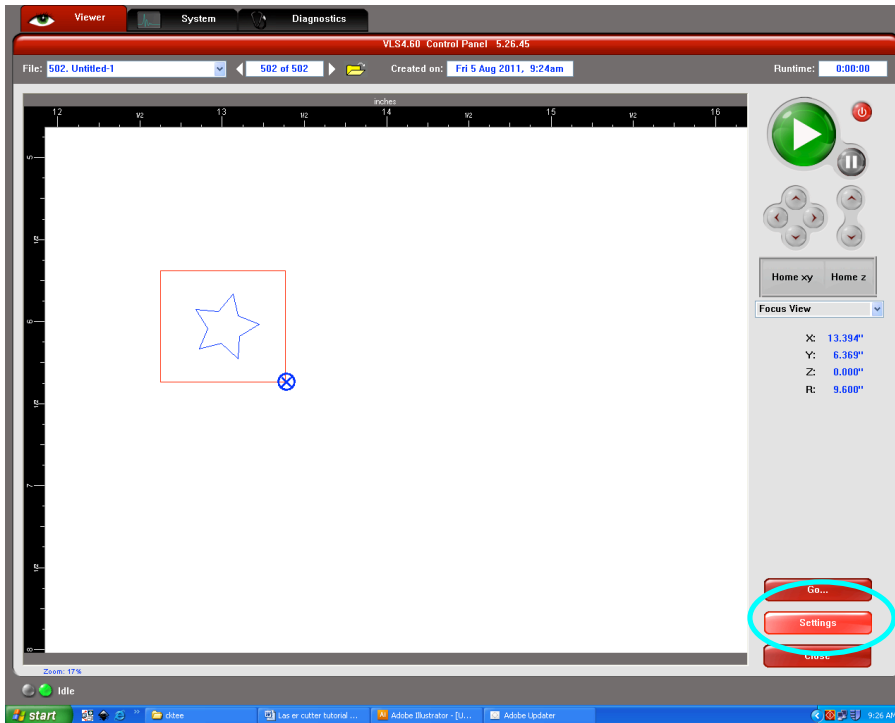 Viewer System Diagnostics
VLS4.60 Control Panel 5.26.45
File: 502. Untitled-1 502 of 502 Created on: Fri 5 Aug 2011, 9:24am Runtime: 0:00:00
inches
12 1/2 13 1/2 14 1/2 15 1/2 16
5
1/2
6
1/2
7
1/2
8
Home xy Home z
Focus View
X: 13.394"
Y: 6.369"
Z: 0.000"
R: 9.600"
Go...
Settings
Close
Zoom: 17%
Idle
start cktee Las er cutter tutorial ... Adobe Illustrator - [U... Adobe Updater 9:26 AM